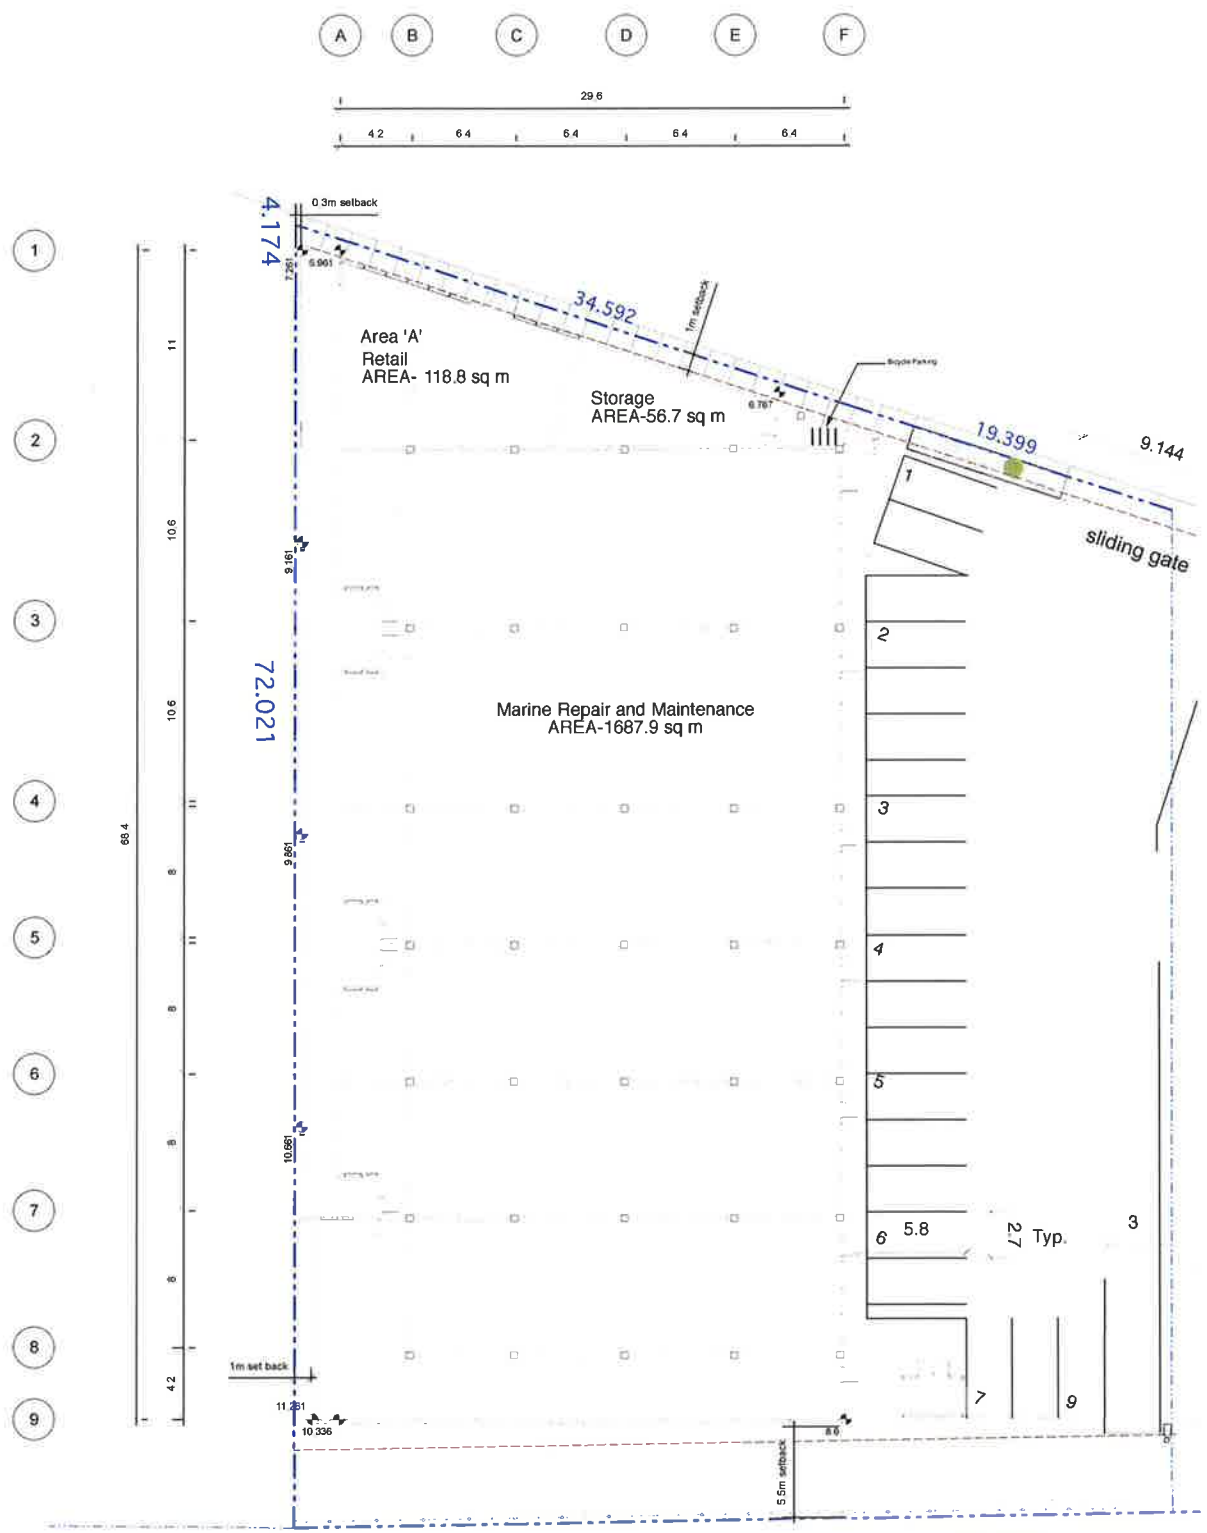 A B C D E F
29.6
4.2 6.4 6.4 6.4 6.4
0.3m setback
4.174
1
7.261
5.961
34.592
1m setback
11
Area 'A'
Retail
AREA- 118.8 sq m
Bicycle Parking
Storage
AREA-56.7 sq m
6.767
2
19.399
9.144
1
sliding gate
10.6
9.161
3
2
72.021
10.6
Marine Repair and Maintenance
AREA-1687.9 sq m
4
3
68.4
9.861
8
5
4
8
6
5
8
10.661
7
6
5.8
2.7
Typ.
3
8
8
1m set back
4.2
7
9
11.261
9
10.336
8.6
5.5m setback